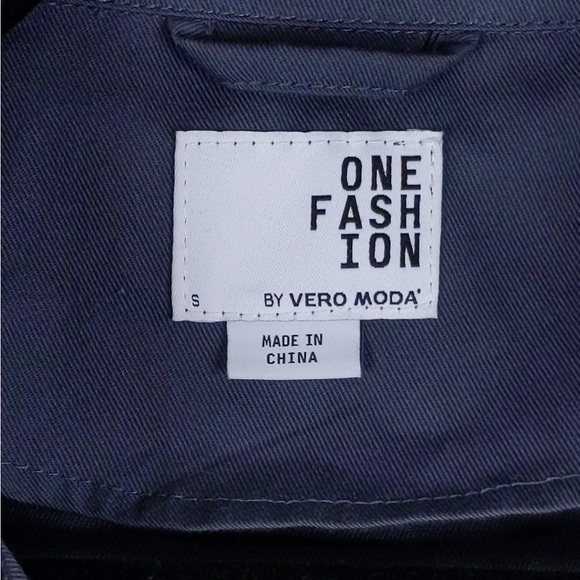 ONE
FASH
ION
S BY VERO MODA
MADE IN
CHINA